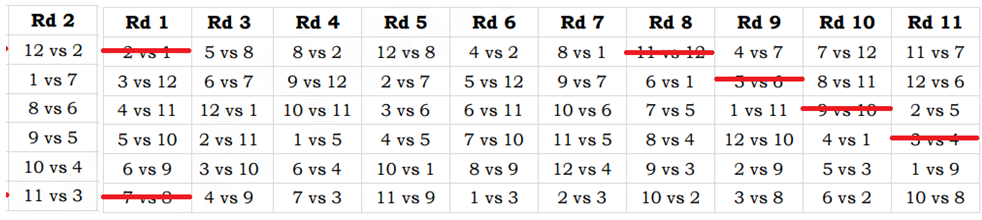 Rd 2 Rd 1 Rd 3 Rd 4 Rd 5 Rd 6 Rd 7 Rd 8 Rd 9 Rd 10 Rd 11
12 vs 2 2 vs 1 5 vs 8 8 vs 2 12 vs 8 4 vs 2 8 vs 1 11 vs 12 4 vs 7 7 vs 12 11 vs 7
1 vs 7 3 vs 12 6 vs 7 9 vs 12 2 vs 7 5 vs 12 9 vs 7 6 vs 1 5 vs 6 8 vs 11 12 vs 6
8 vs 6 4 vs 11 12 vs 1 10 vs 11 3 vs 6 6 vs 11 10 vs 6 7 vs 5 1 vs 11 9 vs 10 2 vs 5
9 vs 5 5 vs 10 2 vs 11 1 vs 5 4 vs 5 7 vs 10 11 vs 5 8 vs 4 12 vs 10 4 vs 1 3 vs 4
10 vs 4 6 vs 9 3 vs 10 6 vs 4 10 vs 1 8 vs 9 12 vs 4 9 vs 3 2 vs 9 5 vs 3 1 vs 9
11 vs 3 7 vs 8 4 vs 9 7 vs 3 11 vs 9 1 vs 3 2 vs 3 10 vs 2 3 vs 8 6 vs 2 10 vs 8